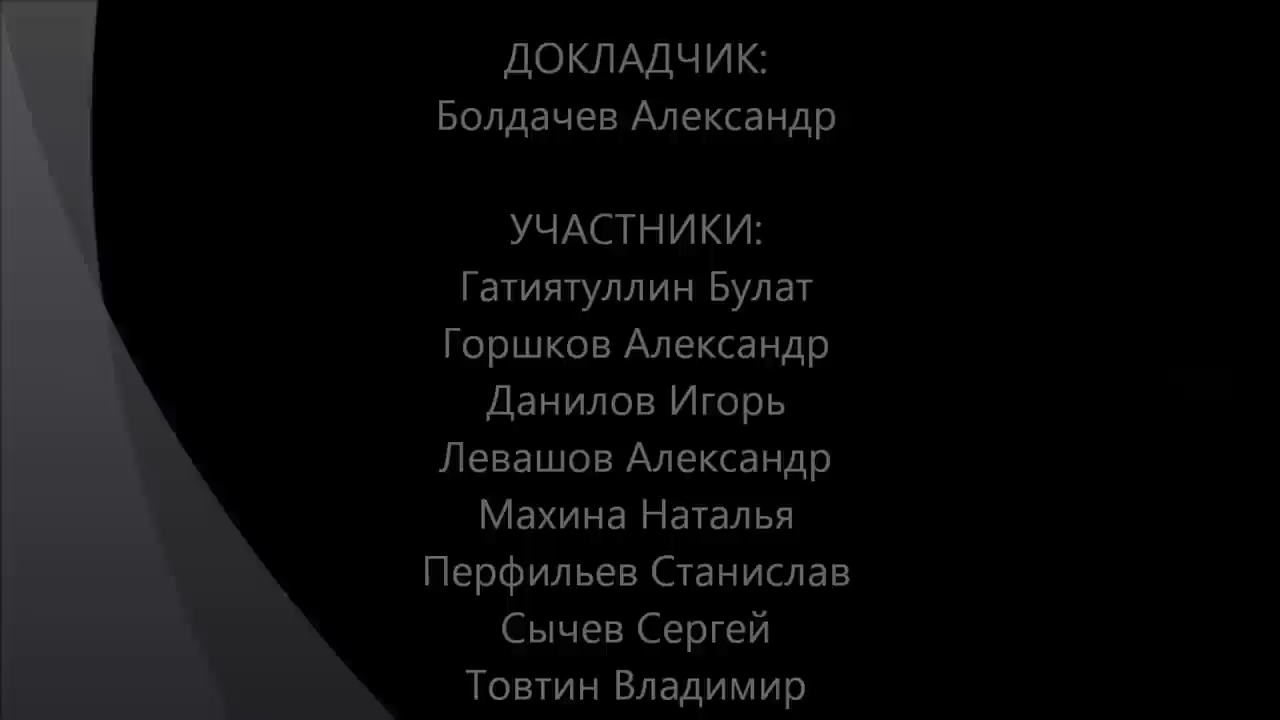 ДОКЛАДЧИК:
Болдачев Александр
УЧАСТНИКИ:
Гатиятуллин Булат
Горшков Александр
Данилов Игорь
Левашов Александр
Махина Наталья
Перфильев Станислав
Сычев Сергей
Товтин Владимир